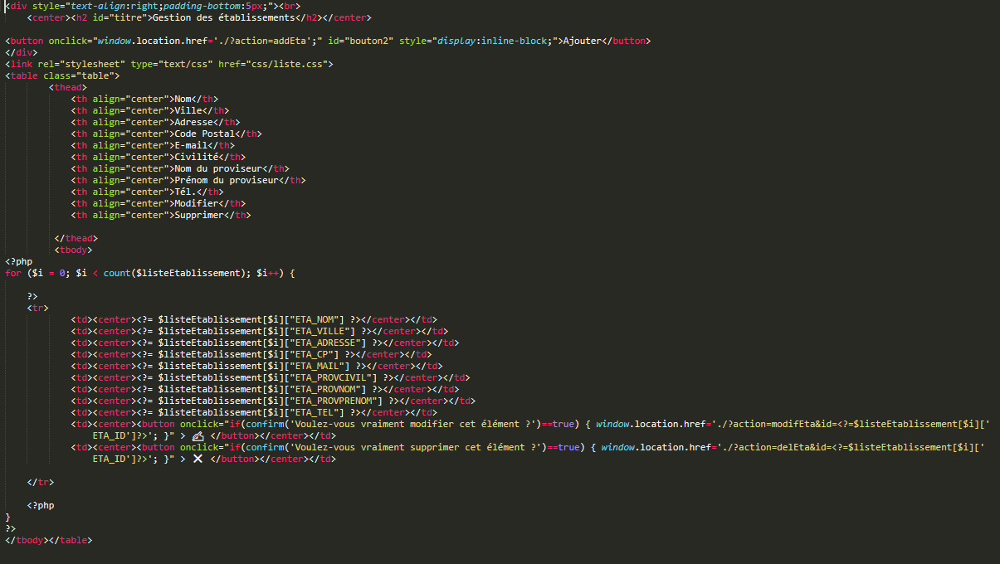 <div style="text-align:right;padding-bottom:5px;"><br>
<center><h2 id="titre">Gestion des établissements</h2></center>
<button onclick="window.location.href='./?action=addEta';" id="bouton2" style="display:inline-block;">Ajouter</button>
</div>
<link rel="stylesheet" type="text/css" href="css/liste.css">
<table class="table">
<thead>
<th align="center">Nom</th>
<th align="center">Ville</th>
<th align="center">Adresse</th>
<th align="center">Code Postal</th>
<th align="center">E-mail</th>
<th align="center">Civilité</th>
<th align="center">Nom du proviseur</th>
<th align="center">Prénom du proviseur</th>
<th align="center">Tél.</th>
<th align="center">Modifier</th>
<th align="center">Supprimer</th>
</thead>
<tbody>
<?php
for ($i = 0; $i < count($listeEtablissement); $i++) {
?>
<tr>
<td><center><?= $listeEtablissement[$i]["ETA_NOM"] ?></center></td>
<td><center><?= $listeEtablissement[$i]["ETA_VILLE"] ?></center></td>
<td><center><?= $listeEtablissement[$i]["ETA_ADRESSE"] ?></center></td>
<td><center><?= $listeEtablissement[$i]["ETA_CP"] ?></center></td>
<td><center><?= $listeEtablissement[$i]["ETA_MAIL"] ?></center></td>
<td><center><?= $listeEtablissement[$i]["ETA_PROVCIVIL"] ?></center></td>
<td><center><?= $listeEtablissement[$i]["ETA_PROVNOM"] ?></center></td>
<td><center><?= $listeEtablissement[$i]["ETA_PROVPRENOM"] ?></center></td>
<td><center><?= $listeEtablissement[$i]["ETA_TEL"] ?></center></td>
<td><center><button onclick="if(confirm('Voulez-vous vraiment modifier cet élément ?')==true) { window.location.href='./?action=modifEta&id=<?=$listeEtablissement[$i]['
ETA_ID']?>'; }" > ✍ </button></center></td>
<td><center><button onclick="if(confirm('Voulez-vous vraiment supprimer cet élément ?')==true) { window.location.href='./?action=delEta&id=<?=$listeEtablissement[$i]['
ETA_ID']?>'; }" > ❌ </button></center></td>
</tr>
<?php
}
?>
</tbody></table>